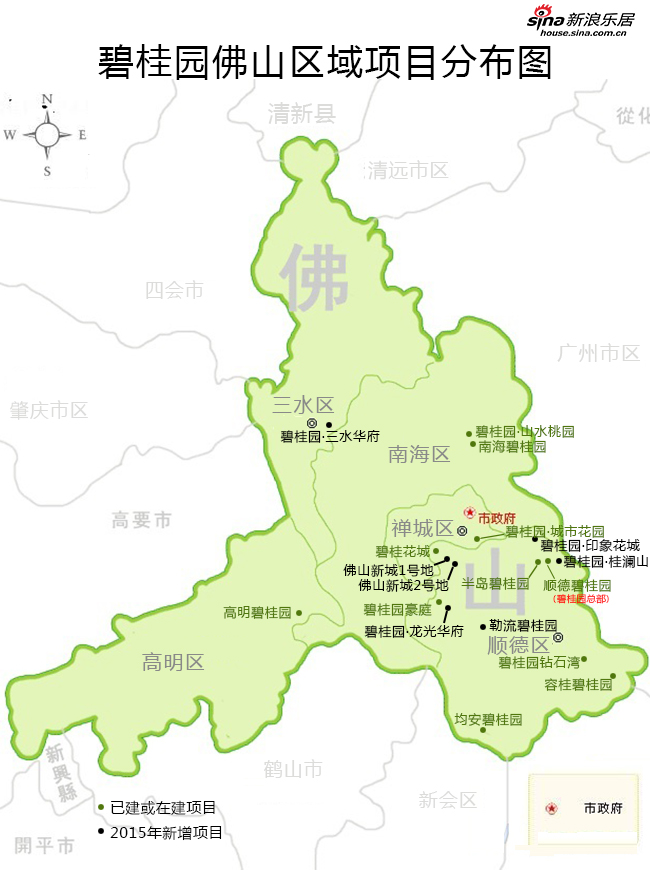 sina新浪乐居
house.sina.com.cn
碧桂园佛山区域项目分布图
N
W
E
S
清新县
從化
清远市区
佛
四会市
广州市区
三水区
肇庆市区
碧桂园·三水华府
碧桂园·山水桃园
南海碧桂园
南海区
高要市
市政府
禅城区
碧桂园·城市花园
碧桂园·印象花城
碧桂花城
碧桂园·桂澜山
佛山新城1号地
佛山新城2号地
山
半岛碧桂园
顺德碧桂园
(碧桂园总部)
高明碧桂园
碧桂园豪庭
碧桂园·龙光华府
勒流碧桂园
顺德区
高明区
碧桂园钻石湾
容桂碧桂园
均安碧桂园
新興縣
鹤山市
新会区
開平市
已建或在建项目
2015年新增项目
市政府